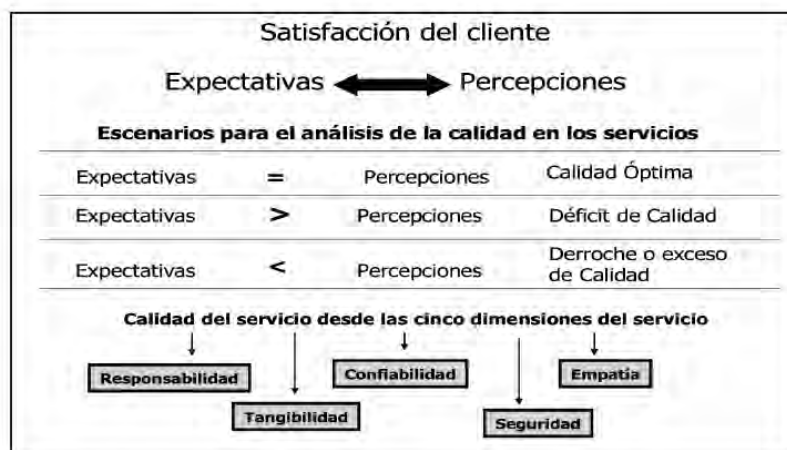 Satisfacción del cliente
Expectativas Percepciones
Escenarios para el análisis de la calidad en los servicios
Expectativas = Percepciones Calidad Óptima
Expectativas > Percepciones Déficit de Calidad
Expectativas < Percepciones Derroche o exceso de Calidad
Calidad del servicio desde las cinco dimensiones del servicio
Responsabilidad Confiabilidad Empatía
Tangibilidad Seguridad